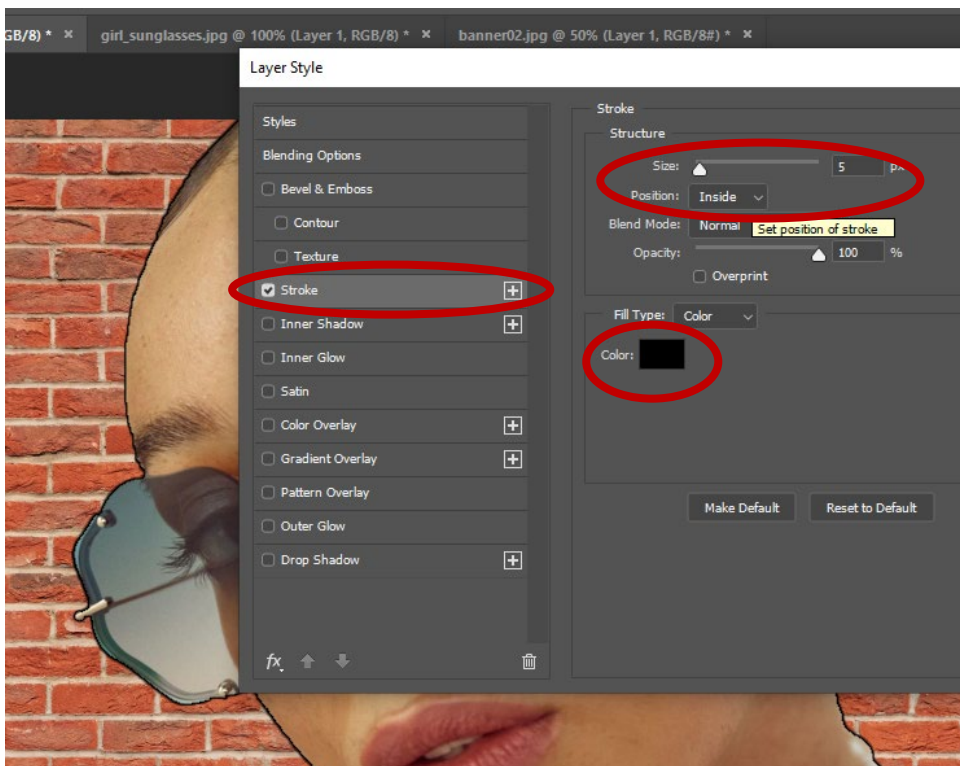 GB/8) * × girl_sunglasses.jpg @ 100% (Layer 1, RGB/8) * × banner02.jpg @ 50% (Layer 1, RGB/8#) * ×
Layer Style
Styles
Blending Options
Bevel & Emboss
Contour
Texture
Stroke
Inner Shadow
Inner Glow
Satin
Color Overlay
Gradient Overlay
Pattern Overlay
Outer Glow
Drop Shadow
fx
Stroke
Structure
Size: 5 px
Position: Inside
Blend Mode: Normal
Set position of stroke
Opacity: 100 %
Overprint
Fill Type: Color
Color:
Make Default Reset to Default